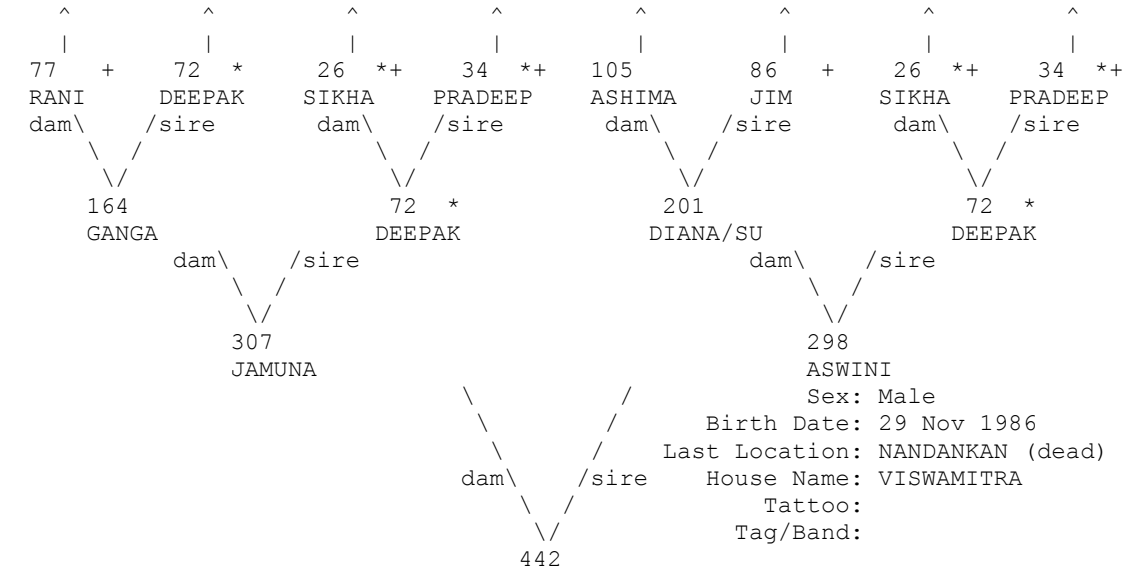 ^ ^ ^ ^ ^ ^ ^ ^
| | | | | | | |
77 + 72 * 26 *+ 34 *+ 105 86 + 26 *+ 34 *+
RANI DEEPAK SIKHA PRADEEP ASHIMA JIM SIKHA PRADEEP
dam\ /sire dam\ /sire dam\ /sire dam\ /sire
\ / \ / \ / \ /
\/ \/ \/ \/
164 72 * 201 72 *
GANGA DEEPAK DIANA/SU DEEPAK
dam\ /sire dam\ /sire
\ / \ /
\/ \/
307 298
JAMUNA ASWINI
\ / Sex: Male
\ / Birth Date: 29 Nov 1986
\ / Last Location: NANDANKAN (dead)
dam\ /sire House Name: VISWAMITRA
\ / Tattoo:
\/ Tag/Band:
442